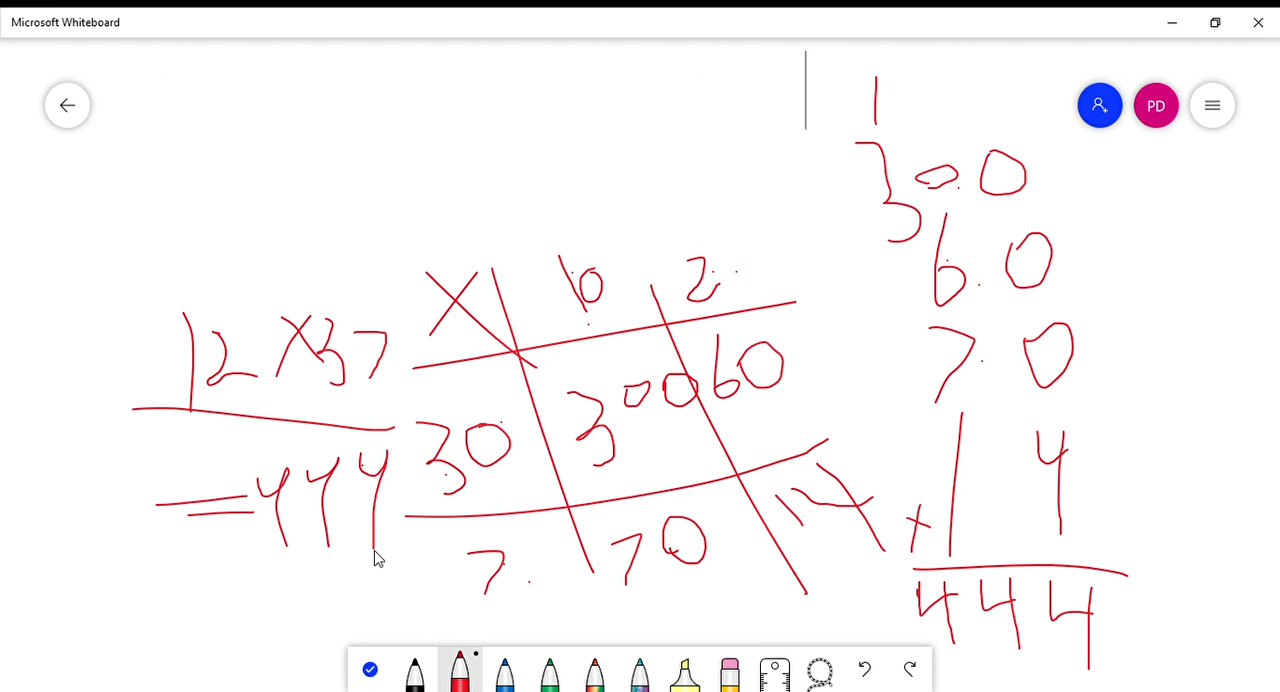 Microsoft Whiteboard
PD
12 X 37
= 444
X 10 2
30 300 60
7 70 14
1
300
60
70
+ 14
444